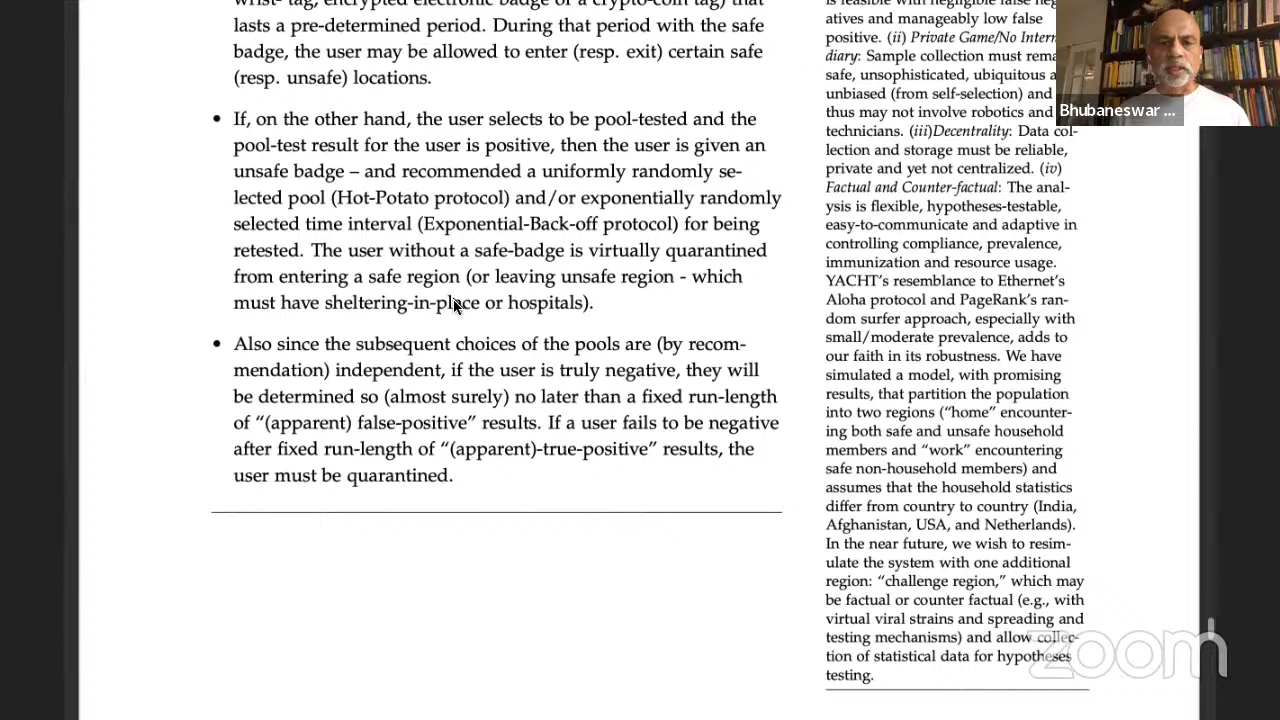 wrist- tag, encrypted electronic badge or a crypto-coin tag) that
lasts a pre-determined period. During that period with the safe
badge, the user may be allowed to enter (resp. exit) certain safe
(resp. unsafe) locations.
• If, on the other hand, the user selects to be pool-tested and the
pool-test result for the user is positive, then the user is given an
unsafe badge – and recommended a uniformly randomly se-
lected pool (Hot-Potato protocol) and/or exponentially randomly
selected time interval (Exponential-Back-off protocol) for being
retested. The user without a safe-badge is virtually quarantined
from entering a safe region (or leaving unsafe region - which
must have sheltering-in-place or hospitals).
• Also since the subsequent choices of the pools are (by recom-
mendation) independent, if the user is truly negative, they will
be determined so (almost surely) no later than a fixed run-length
of “(apparent) false-positive” results. If a user fails to be negative
after fixed run-length of “(apparent)-true-positive” results, the
user must be quarantined.
is feasible with negligible false neg
atives and manageably low false
positive. (ii) Private Game/No Interm
diary: Sample collection must rema
safe, unsophisticated, ubiquitous a
unbiased (from self-selection) and
thus may not involve robotics and
technicians. (iii)Decentrality: Data col-
lection and storage must be reliable,
private and yet not centralized. (iv)
Factual and Counter-factual: The anal-
ysis is flexible, hypotheses-testable,
easy-to-communicate and adaptive in
controlling compliance, prevalence,
immunization and resource usage.
YACHT’s resemblance to Ethernet’s
Aloha protocol and PageRank’s ran-
dom surfer approach, especially with
small/moderate prevalence, adds to
our faith in its robustness. We have
simulated a model, with promising
results, that partition the population
into two regions (“home” encounter-
ing both safe and unsafe household
members and “work” encountering
safe non-household members) and
assumes that the household statistics
differ from country to country (India,
Afghanistan, USA, and Netherlands).
In the near future, we wish to resim-
ulate the system with one additional
region: “challenge region,” which may
be factual or counter factual (e.g., with
virtual viral strains and spreading and
testing mechanisms) and allow collec-
tion of statistical data for hypotheses
testing.
Bhubaneswar ...
zoom